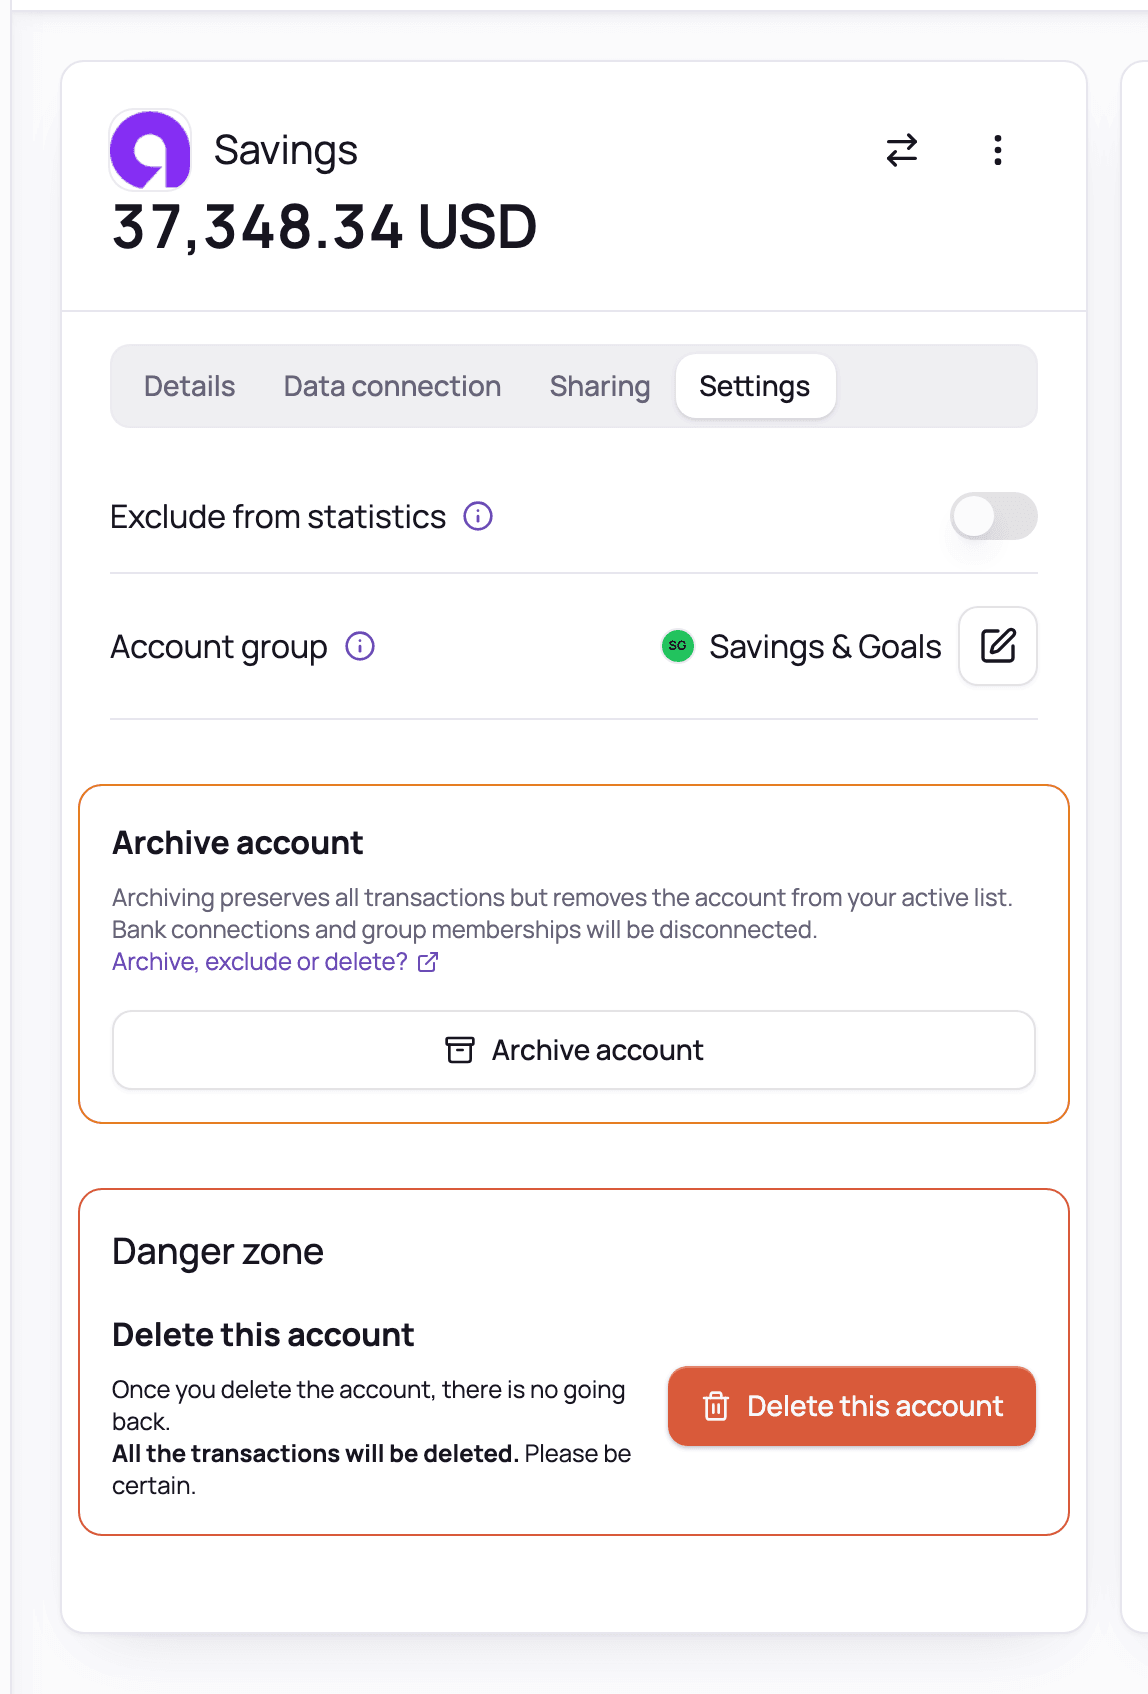 Savings
37,348.34 USD
Details Data connection Sharing Settings
Exclude from statistics
Account group SG Savings & Goals
Archive account
Archiving preserves all transactions but removes the account from your active list.
Bank connections and group memberships will be disconnected.
Archive, exclude or delete?
Archive account
Danger zone
Delete this account
Once you delete the account, there is no going
back.
All the transactions will be deleted. Please be
certain.
Delete this account